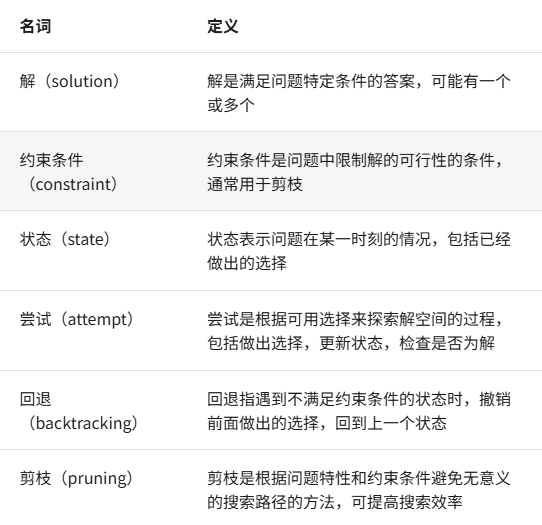 名词 定义
解（solution） 解是满足问题特定条件的答案，可能有一个
或多个
约束条件 约束条件是问题中限制解的可行性的条件，
（constraint） 通常用于剪枝
状态（state） 状态表示问题在某一时刻的情况，包括已经
做出的选择
尝试（attempt） 尝试是根据可用选择来探索解空间的过程，
包括做出选择，更新状态，检查是否为解
回退 回退指遇到不满足约束条件的状态时，撤销
（backtracking） 前面做出的选择，回到上一个状态
剪枝（pruning） 剪枝是根据问题特性和约束条件避免无意义
的搜索路径的方法，可提高搜索效率